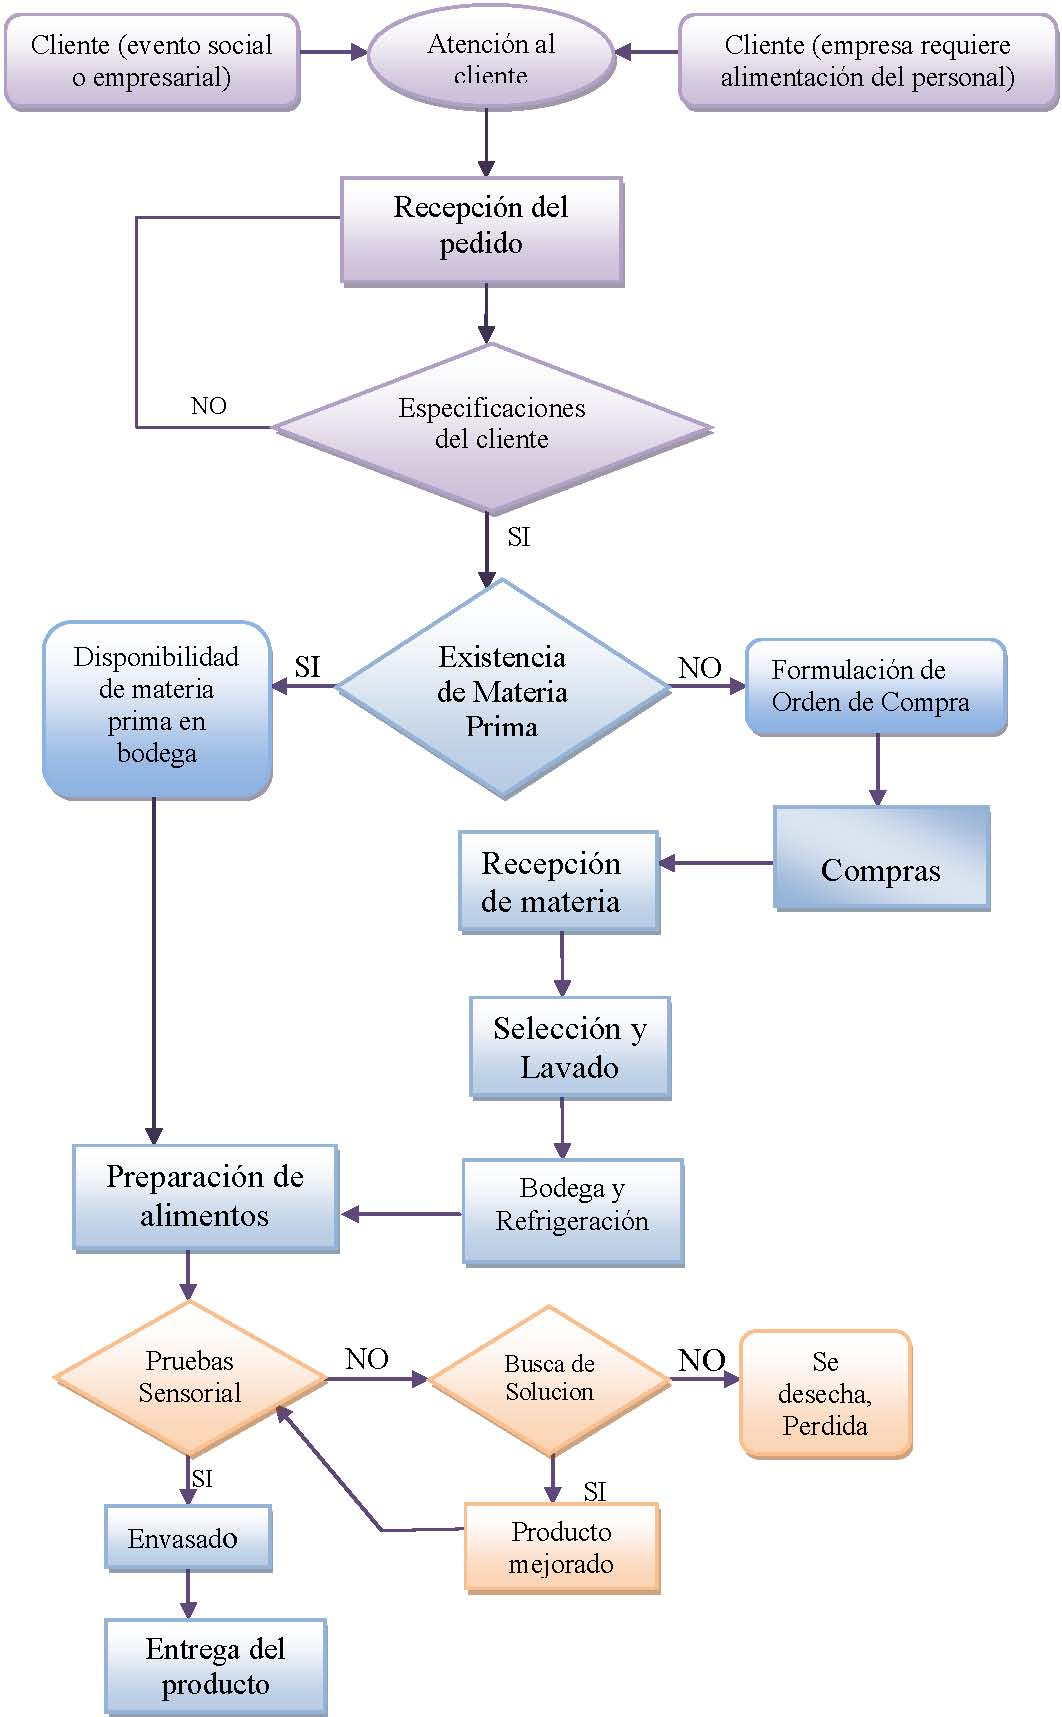 Cliente (evento social
o empresarial)
Atención al
cliente
Cliente (empresa requiere
alimentación del personal)
Recepción del
pedido
NO
Especificaciones
del cliente
SI
Disponibilidad
de materia
prima en
bodega
SI
Existencia
de Materia
Prima
NO
Formulación de
Orden de Compra
Recepción
de materia
Compras
Selección y
Lavado
Preparación de
alimentos
Bodega y
Refrigeración
Pruebas
Sensorial
NO
Busca de
Solucion
NO
Se
desecha,
Perdida
SI
SI
Envasado
Producto
mejorado
Entrega del
producto